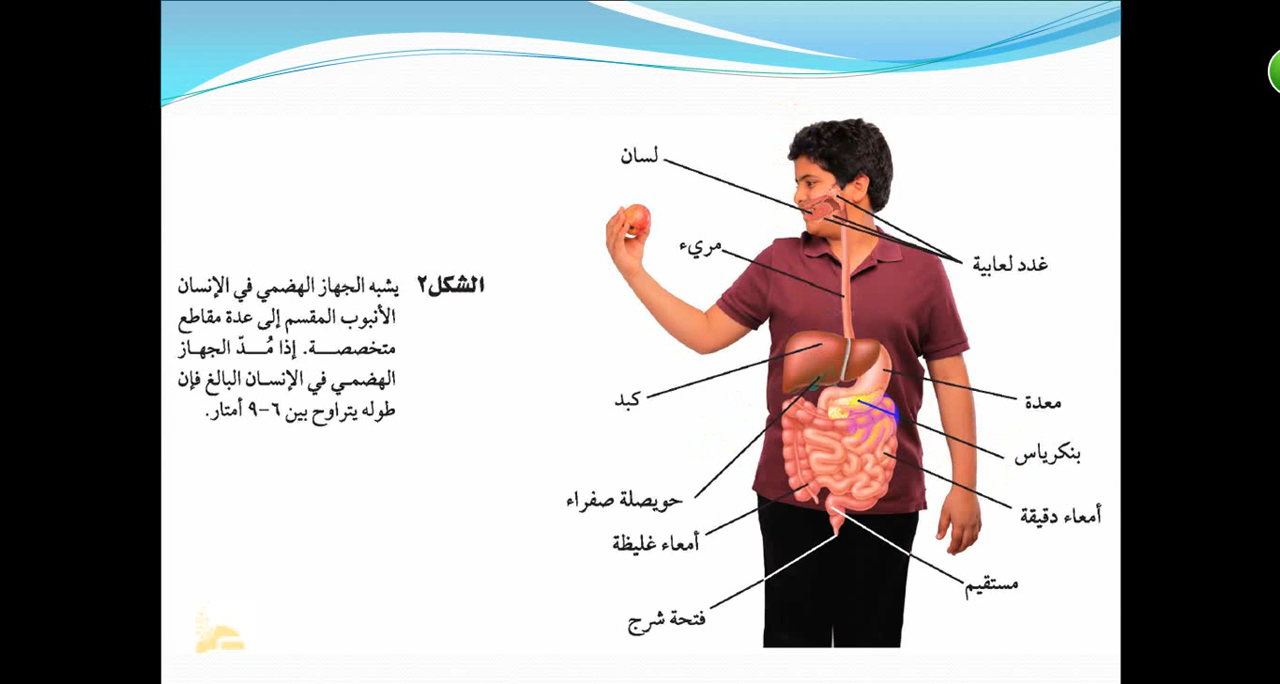 لسان
مريء
غدد لعابية
الشكل٢ يشبه الجهاز الهضمي في الإنسان
الأنبوب المقسم إلى عدة مقاطع
متخصصة. إذا مُدّ الجهاز
الهضمي في الإنسان البالغ فإن
طوله يتراوح بين ٦-٩ أمتار.
كبد
معدة
بنكرياس
حويصلة صفراء
أمعاء دقيقة
أمعاء غليظة
مستقيم
فتحة شرج